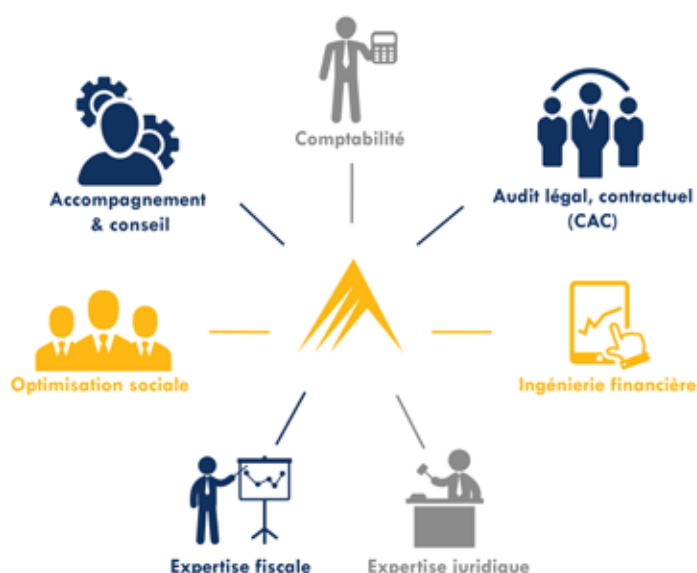 Comptabilité
Accompagnement
& conseil
Audit légal, contractuel
(CAC)
Optimisation sociale
Ingénierie financière
Expertise fiscale
Expertise juridique